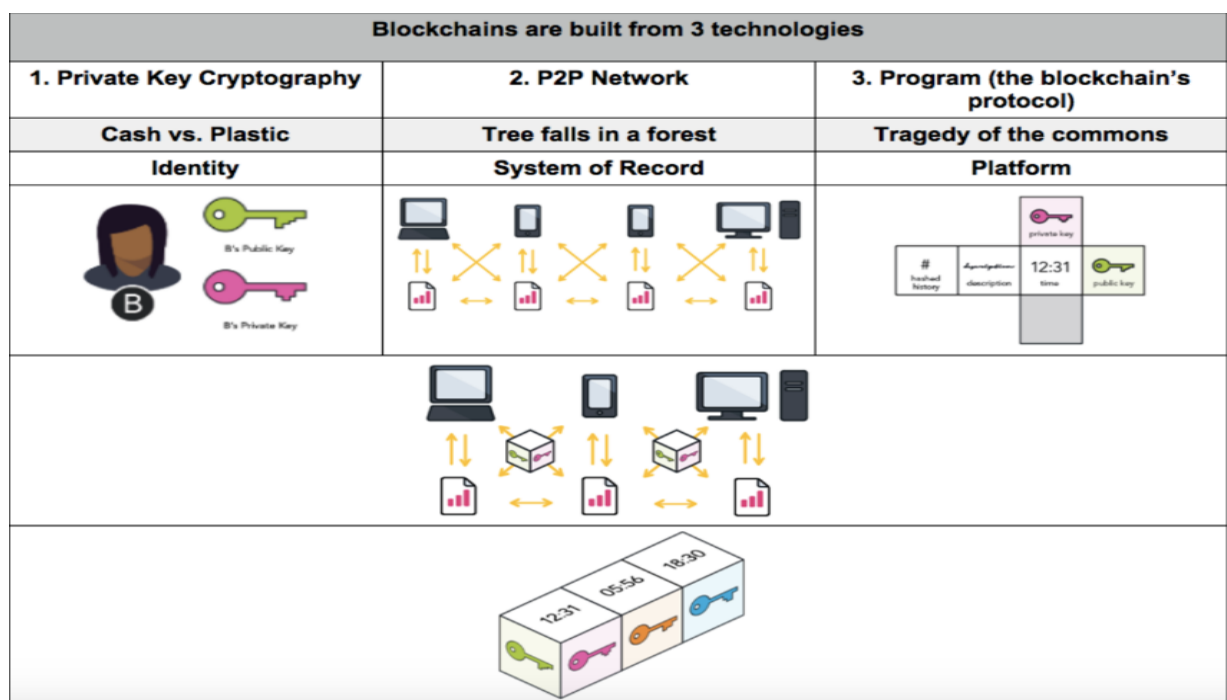 Blockchains are built from 3 technologies
1. Private Key Cryptography
2. P2P Network
3. Program (the blockchain's
protocol)
Cash vs. Plastic
Tree falls in a forest
Tragedy of the commons
Identity
System of Record
Platform
B's Public Key
B
B's Private Key
private key
#
hashed
history
description
12:31
time
public key
12:31
05:56
18:30